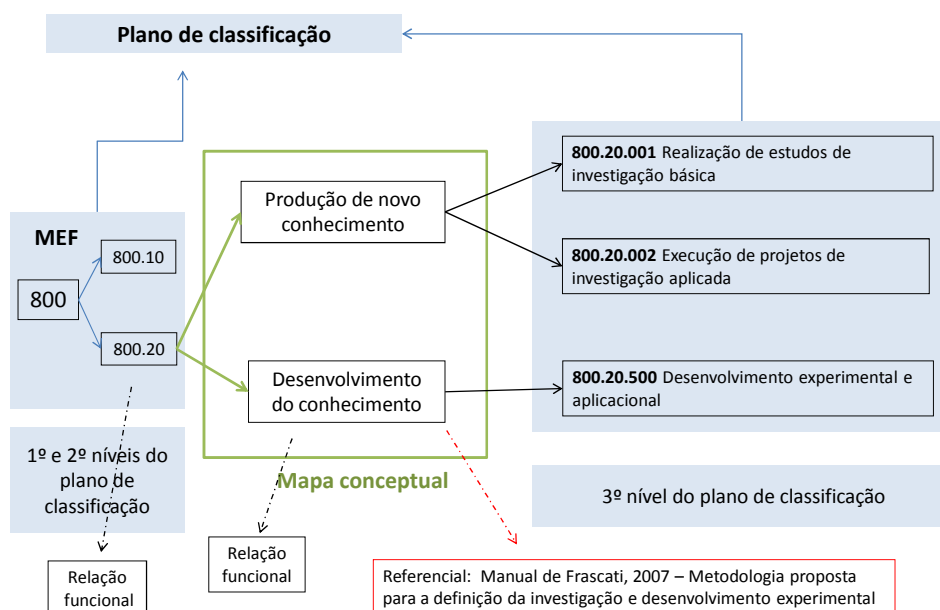 Plano de classificação
MEF
800.10
800
800.20
1º e 2º níveis do
plano de
classificação
Relação
funcional
Produção de novo
conhecimento
Desenvolvimento
do conhecimento
Mapa conceptual
Relação
funcional
800.20.001 Realização de estudos de
investigação básica
800.20.002 Execução de projetos de
investigação aplicada
800.20.500 Desenvolvimento experimental e
aplicacional
3º nível do plano de classificação
Referencial: Manual de Frascati, 2007 – Metodologia proposta
para a definição da investigação e desenvolvimento experimental